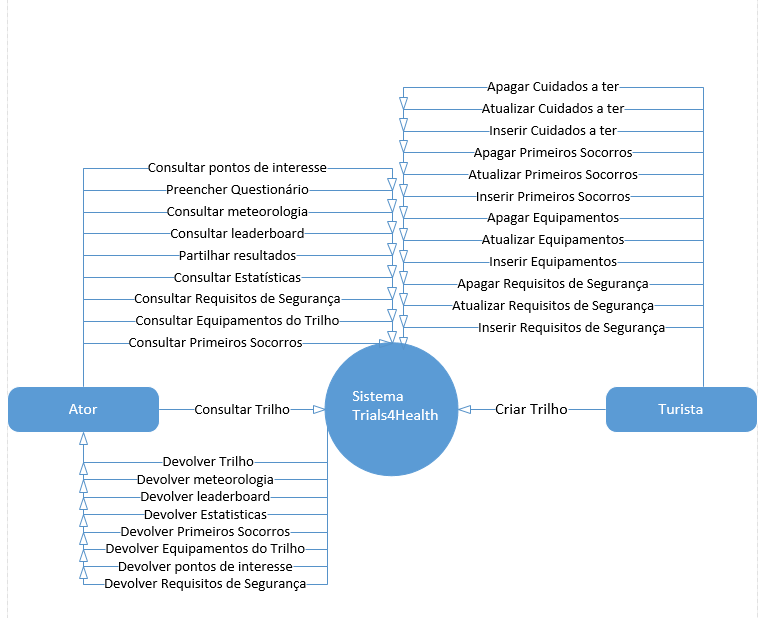 Apagar Cuidados a ter
Atualizar Cuidados a ter
Inserir Cuidados a ter
Apagar Primeiros Socorros
Atualizar Primeiros Socorros
Inserir Primeiros Socorros
Apagar Equipamentos
Atualizar Equipamentos
Inserir Equipamentos
Apagar Requisitos de Segurança
Atualizar Requisitos de Segurança
Inserir Requisitos de Segurança
Consultar pontos de interesse
Preencher Questionário
Consultar meteorologia
Consultar leaderboard
Partilhar resultados
Consultar Estatísticas
Consultar Requisitos de Segurança
Consultar Equipamentos do Trilho
Consultar Primeiros Socorros
Ator
Consultar Trilho
Sistema
Trials4Health
Criar Trilho
Turista
Devolver Trilho
Devolver meteorologia
Devolver leaderboard
Devolver Estatisticas
Devolver Primeiros Socorros
Devolver Equipamentos do Trilho
Devolver pontos de interesse
Devolver Requisitos de Segurança